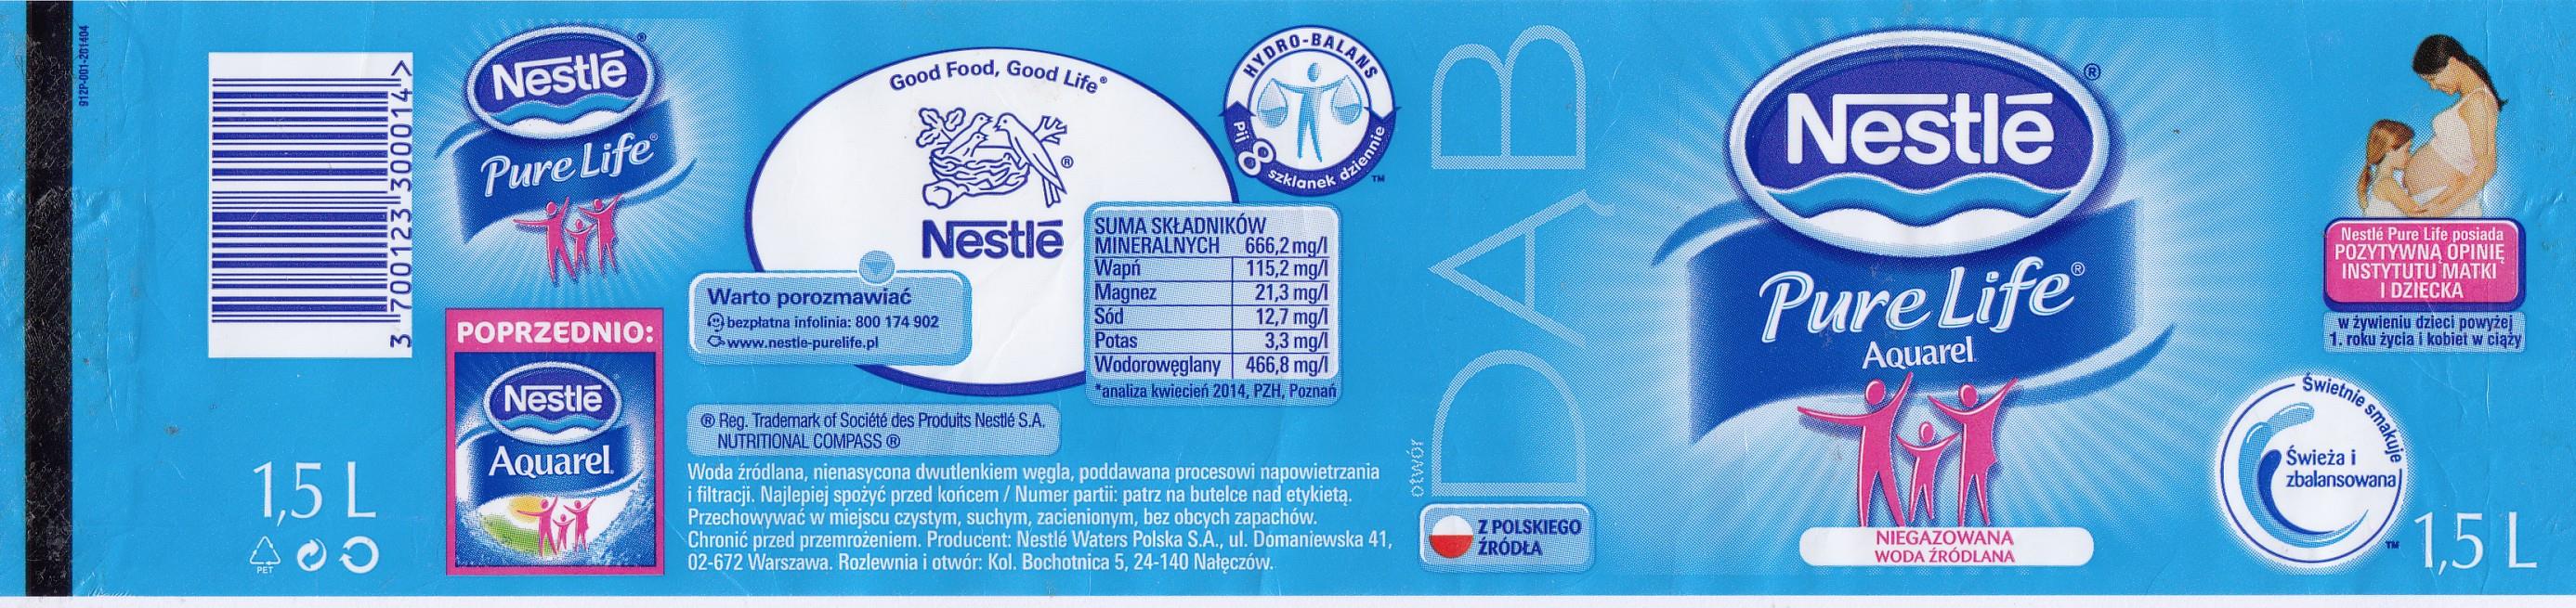 912P-001-201404
3 700123 300014 >
1,5 L
PET
Nestlé®
Pure Life®
POPRZEDNIO:
Nestlé
Aquarel
Good Food, Good Life®
®
Nestlé
Warto porozmawiać
bezpłatna infolinia: 800 174 902
www.nestle-purelife.pl
HYDRO-BALANS
Pij 8 szklanek dziennie
TM
SUMA SKŁADNIKÓW
MINERALNYCH 666,2 mg/l
Wapń 115,2 mg/l
Magnez 21,3 mg/l
Sód 12,7 mg/l
Potas 3,3 mg/l
Wodorowęglany 466,8 mg/l
*analiza kwiecień 2014, PZH, Poznań
® Reg. Trademark of Société des Produits Nestlé S.A.
NUTRITIONAL COMPASS ®
Woda źródlana, nienasycona dwutlenkiem węgla, poddawana procesowi napowietrzania
i filtracji. Najlepiej spożyć przed końcem / Numer partii: patrz na butelce nad etykietą.
Przechowywać w miejscu czystym, suchym, zacienionym, bez obcych zapachów.
Chronić przed przemrożeniem. Producent: Nestlé Waters Polska S.A., ul. Domaniewska 41,
02-672 Warszawa. Rozlewnia i otwór: Kol. Bochotnica 5, 24-140 Nałęczów.
otwór
DĄB
Z POLSKIEGO
ŹRÓDŁA
Nestlé®
Pure Life®
Aquarel
NIEGAZOWANA
WODA ŹRÓDLANA
Nestlé Pure Life posiada
POZYTYWNĄ OPINIĘ
INSTYTUTU MATKI
I DZIECKA
w żywieniu dzieci powyżej
1. roku życia i kobiet w ciąży
Świetnie smakuje
Świeża i
zbalansowana
TM
1,5 L